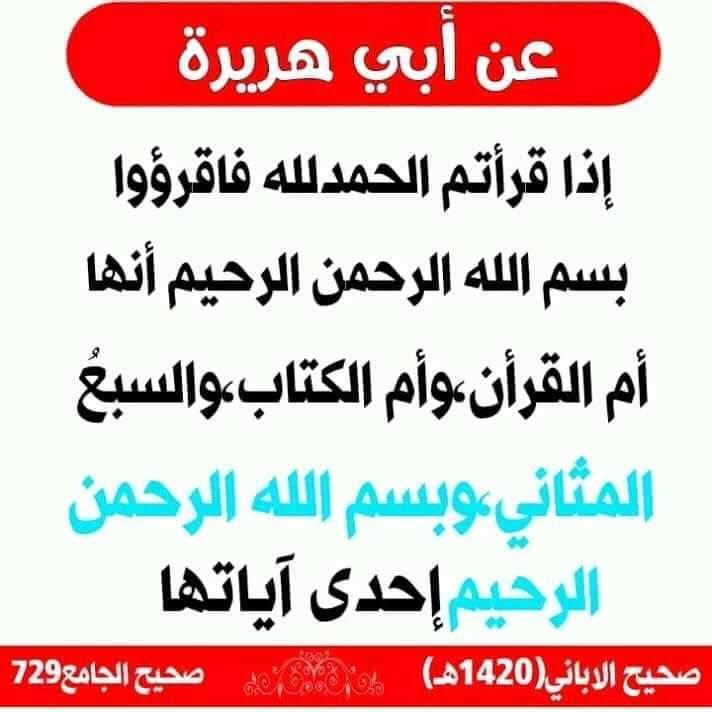 عن أبي هريرة
إذا قرأتم الحمدلله فاقرؤوا
بسم الله الرحمن الرحيم أنها
أم القرأن،وأم الكتاب،والسبعُ
المثاني،وبسم الله الرحمن
الرحيم إحدى آياتها
صحيح الاباني(1420هـ) صحيح الجامع729